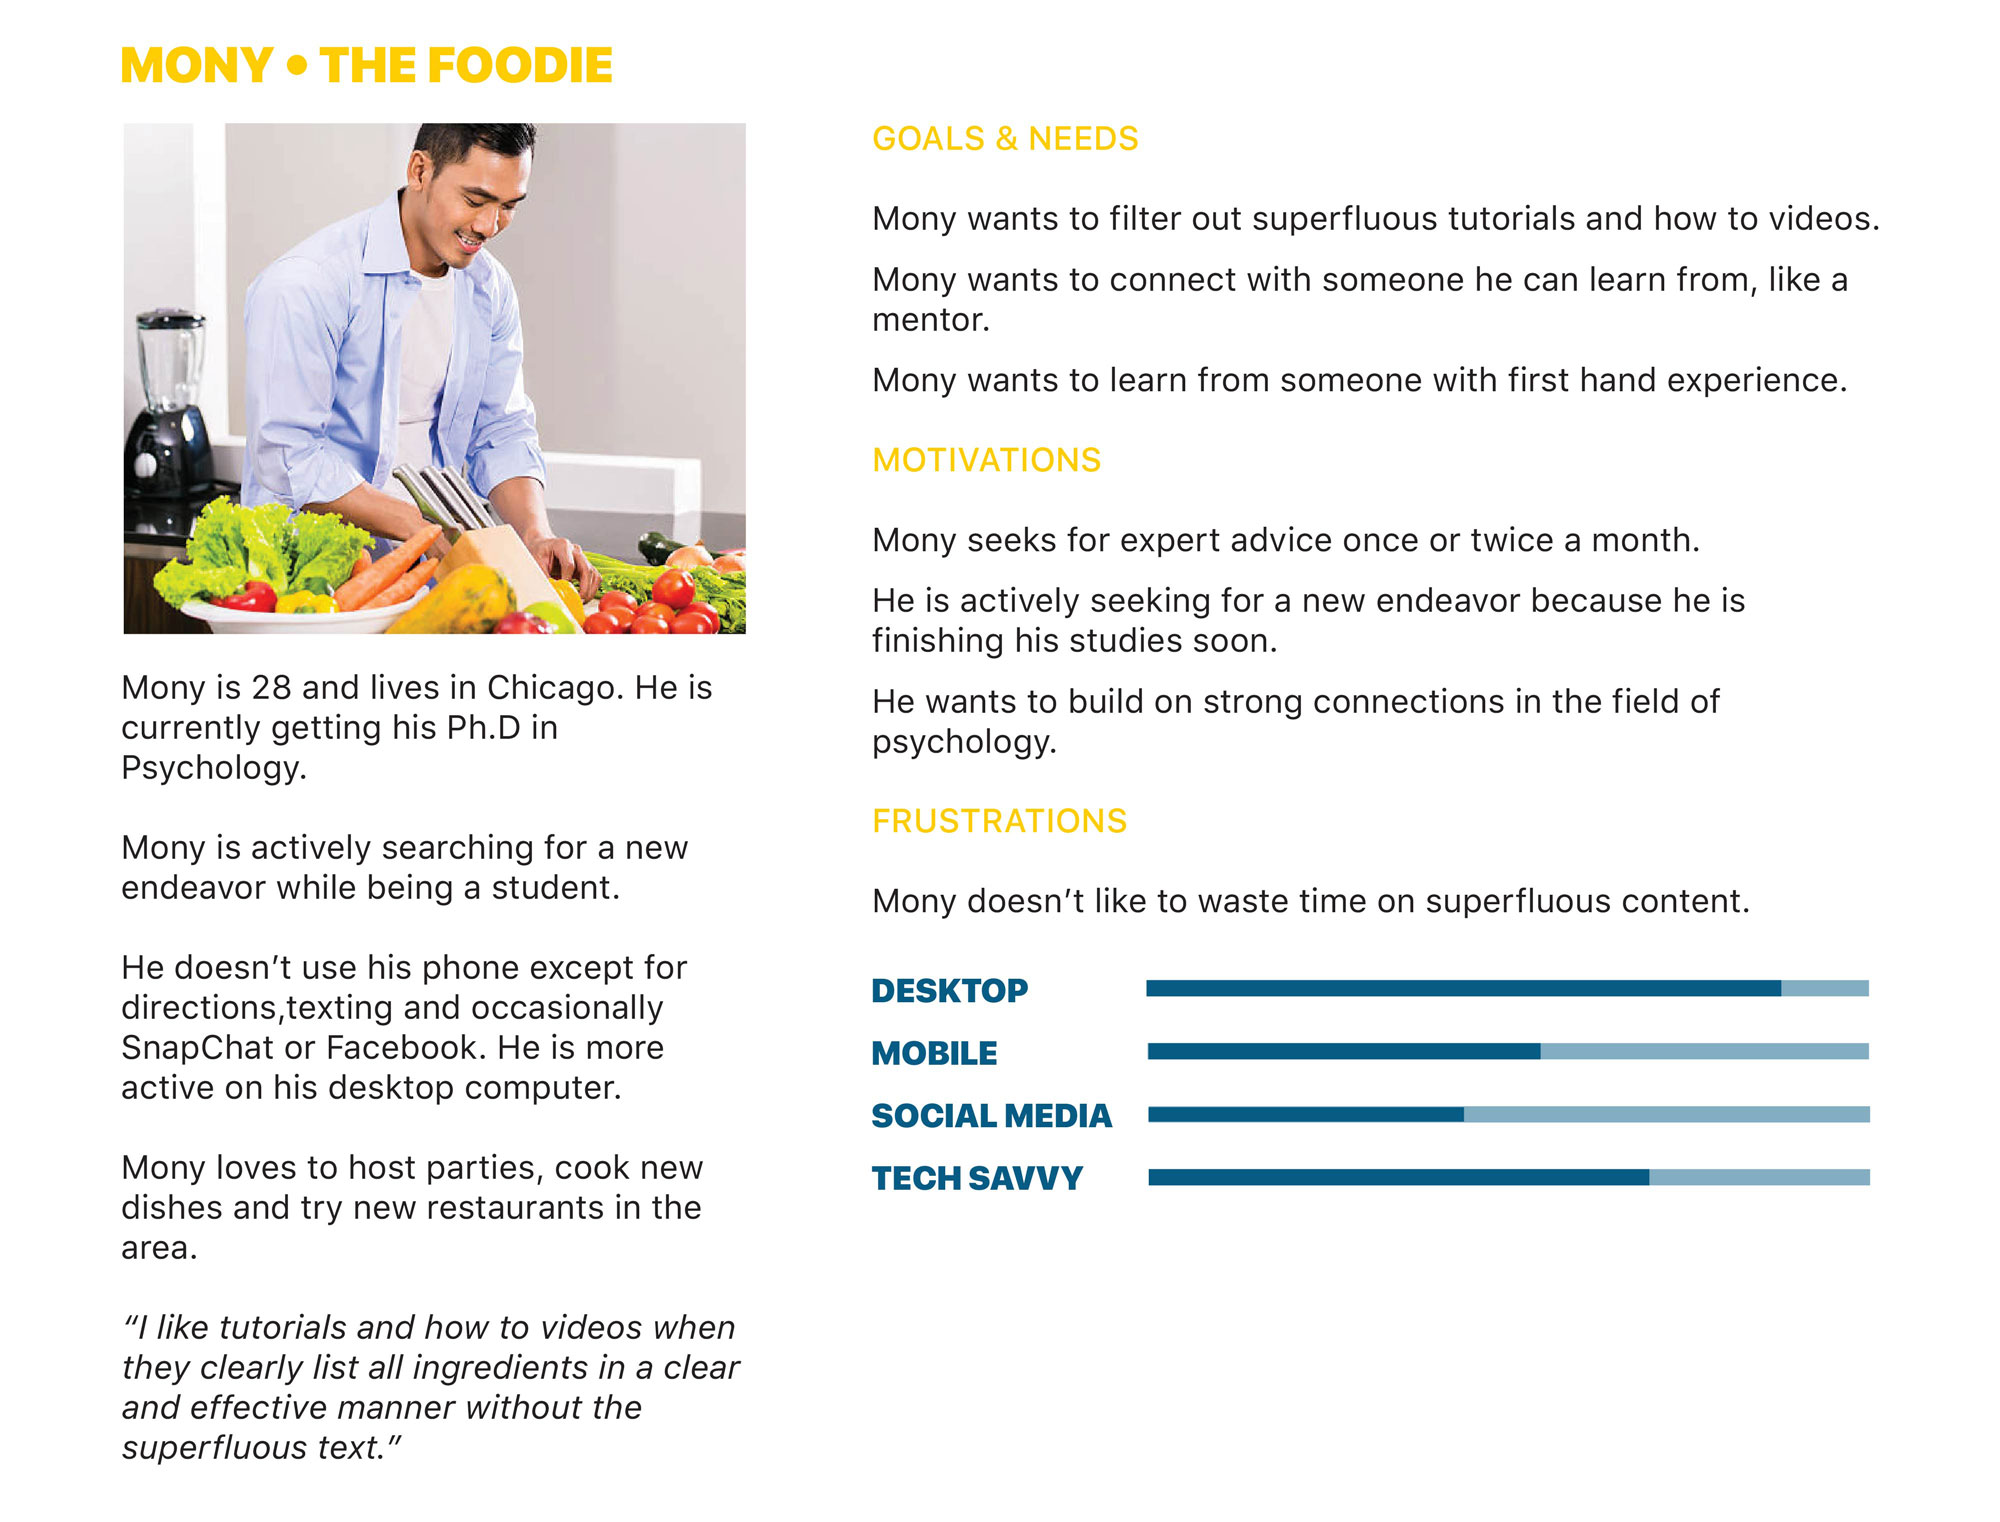 MONY • THE FOODIE
Mony is 28 and lives in Chicago. He is
currently getting his Ph.D in
Psychology.
Mony is actively searching for a new
endeavor while being a student.
He doesn’t use his phone except for
directions,texting and occasionally
SnapChat or Facebook. He is more
active on his desktop computer.
Mony loves to host parties, cook new
dishes and try new restaurants in the
area.
“I like tutorials and how to videos when
they clearly list all ingredients in a clear
and effective manner without the
superfluous text.”
GOALS & NEEDS
Mony wants to filter out superfluous tutorials and how to videos.
Mony wants to connect with someone he can learn from, like a
mentor.
Mony wants to learn from someone with first hand experience.
MOTIVATIONS
Mony seeks for expert advice once or twice a month.
He is actively seeking for a new endeavor because he is
finishing his studies soon.
He wants to build on strong connections in the field of
psychology.
FRUSTRATIONS
Mony doesn’t like to waste time on superfluous content.
DESKTOP
MOBILE
SOCIAL MEDIA
TECH SAVVY